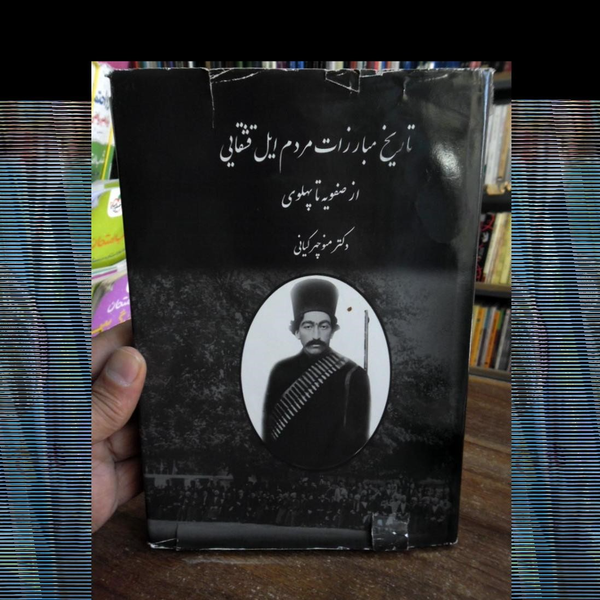 تاریخ مبارزات مردم ایل قشقایی
از صفویه تا پهلوی
دکتر منوچهر کیانی